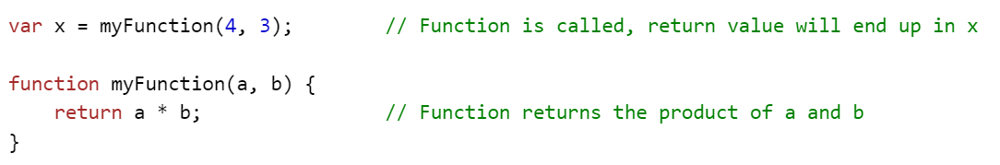 var x = myFunction(4, 3);        // Function is called, return value will end up in x
function myFunction(a, b) {
    return a * b;                // Function returns the product of a and b
}